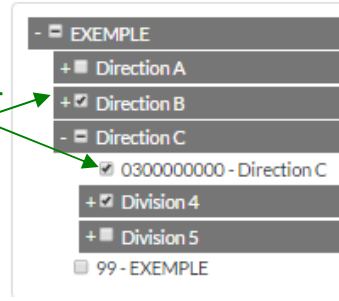 - EXEMPLE
+ Direction A
+ Direction B
- Direction C
0300000000 - Direction C
+ Division 4
+ Division 5
99 - EXEMPLE